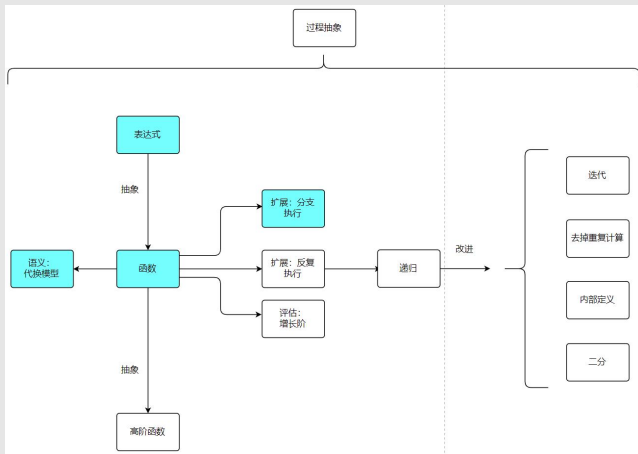 过程抽象
表达式
抽象
扩展：分支
执行
语义：
代换模型
函数
扩展：反复
执行
递归
改进
评估：
增长阶
抽象
高阶函数
迭代
去掉重复计算
内部定义
二分